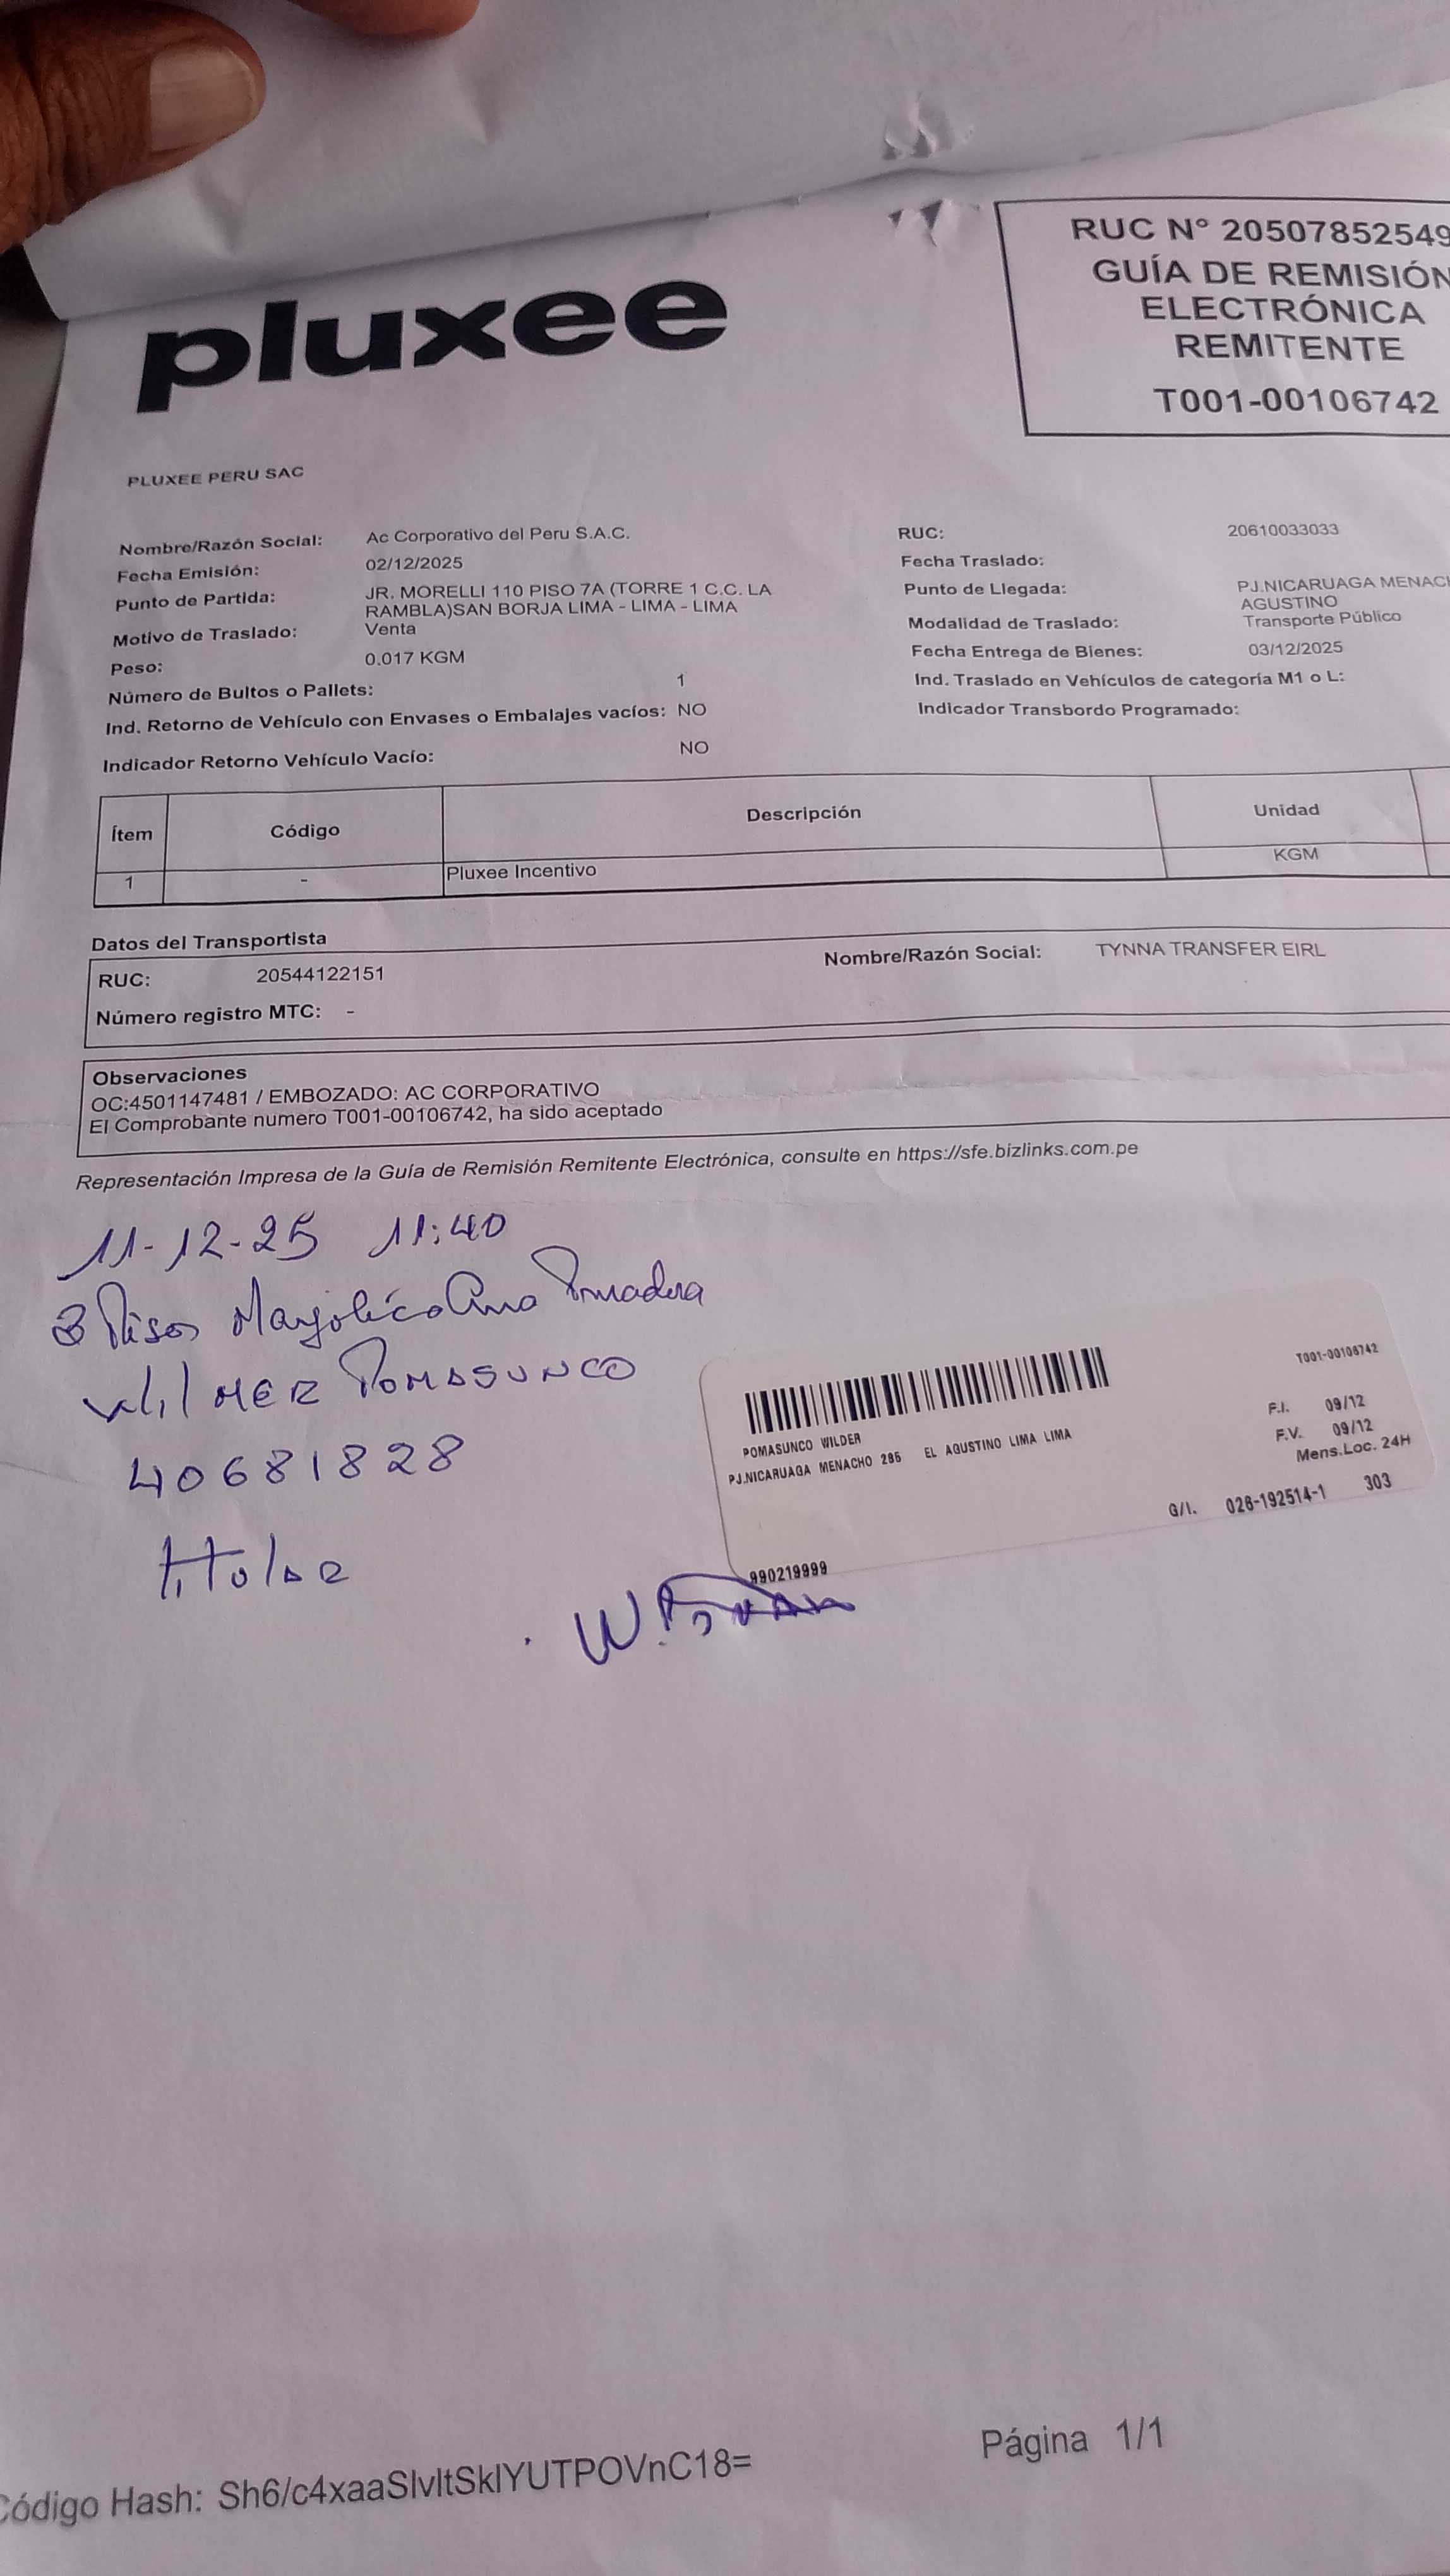 pluxee
RUC N° 20507852549
GUÍA DE REMISIÓN
ELECTRÓNICA
REMITENTE
T001-00106742
PLUXEE PERU SAC
Nombre/Razón Social: Ac Corporativo del Peru S.A.C.
Fecha Emisión: 02/12/2025
Punto de Partida: JR. MORELLI 110 PISO 7A (TORRE 1 C.C. LA
RAMBLA)SAN BORJA LIMA - LIMA - LIMA
Motivo de Traslado: Venta
Peso: 0.017 KGM
Número de Bultos o Pallets: 1
Ind. Retorno de Vehículo con Envases o Embalajes vacíos: NO
Indicador Retorno Vehículo Vacío: NO
RUC: 20610033033
Fecha Traslado:
Punto de Llegada: PJ.NICARUAGA MENAC
AGUSTINO
Modalidad de Traslado: Transporte Público
Fecha Entrega de Bienes: 03/12/2025
Ind. Traslado en Vehículos de categoría M1 o L:
Indicador Transbordo Programado:
Ítem Código Descripción Unidad
1 - Pluxee Incentivo KGM
Datos del Transportista
RUC: 20544122151 Nombre/Razón Social: TYNNA TRANSFER EIRL
Número registro MTC: -
Observaciones
OC:4501147481 / EMBOZADO: AC CORPORATIVO
El Comprobante numero T001-00106742, ha sido aceptado
Representación Impresa de la Guía de Remisión Remitente Electrónica, consulte en https://sfe.bizlinks.com.pe
11-12-25 11:40
3 Pisos
WilMER POMASUNCO
40681828
titular
T001-00106742
POMASUNCO WILDER
PJ.NICARUAGA MENACHO 285 EL AGUSTINO LIMA LIMA
F.I. 09/12
F.V. 09/12
Mens.Loc. 24H
G/I. 026-192514-1 303
990219999
Código Hash: Sh6/c4xaaSlvltSklYUTPOVnC18=
Página 1/1